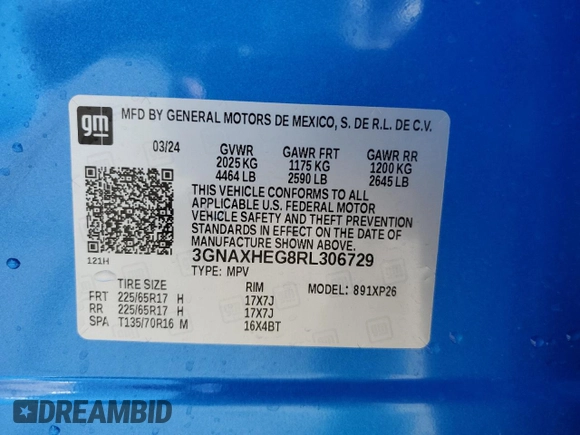 gm MFD BY GENERAL MOTORS DE MEXICO, S. DE R.L. DE C.V.
03/24 GVWR GAWR FRT GAWR RR
2025 KG 1175 KG 1200 KG
4464 LB 2590 LB 2645 LB
THIS VEHICLE CONFORMS TO ALL
APPLICABLE U.S. FEDERAL MOTOR
VEHICLE SAFETY AND THEFT PREVENTION
STANDARDS IN EFFECT ON THE DATE OF
MANUFACTURE SHOWN ABOVE.
121H 3GNAXHEG8RL306729
TYPE: MPV
TIRE SIZE RIM MODEL: 891XP26
FRT 225/65R17 H 17X7J
RR 225/65R17 H 17X7J
SPA T135/70R16 M 16X4BT
DREAMBID